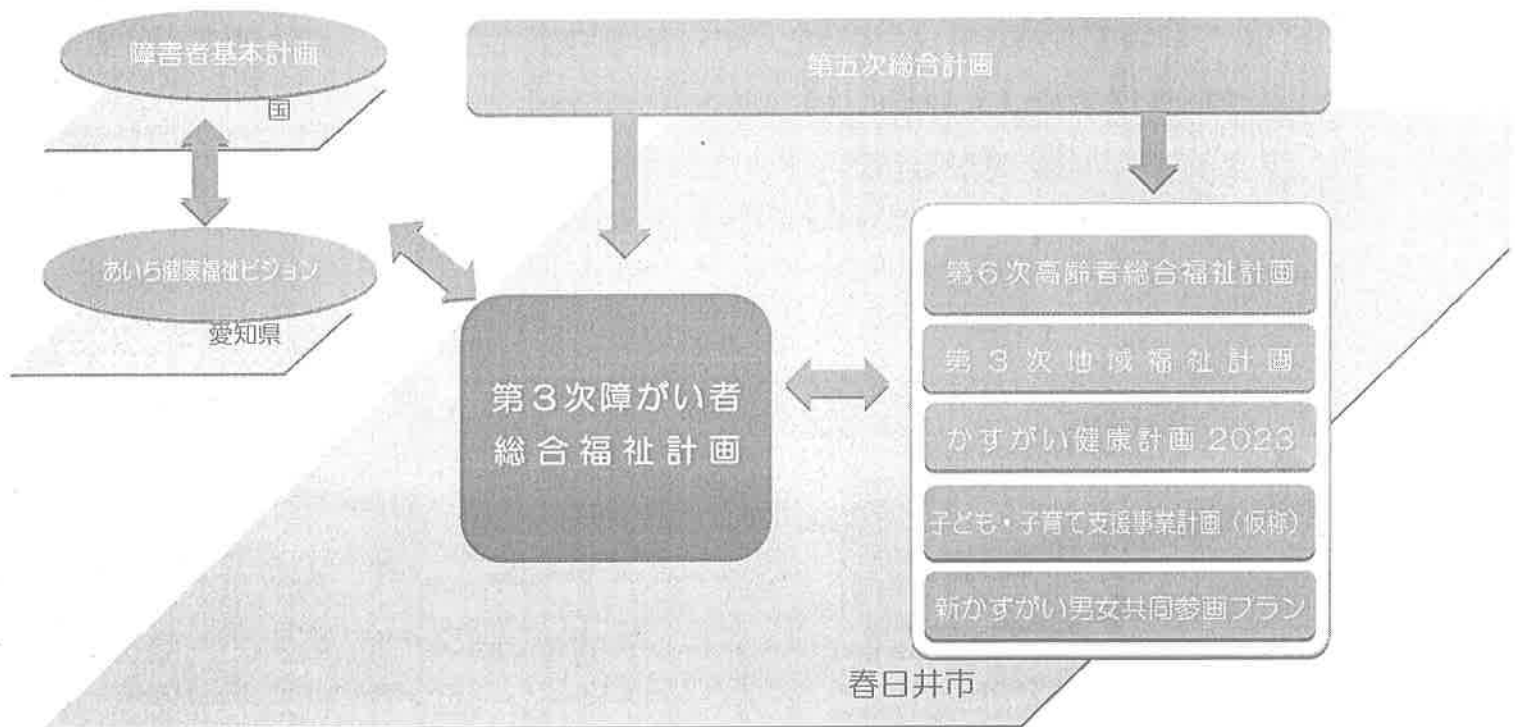 障害者基本計画
国
第五次総合計画
あいち健康福祉ビジョン
愛知県
第3次障がい者
総合福祉計画
第6次高齢者総合福祉計画
第3次地域福祉計画
かすがい健康計画 2023
子ども・子育て支援事業計画（仮称）
新かすがい男女共同参画プラン
春日井市